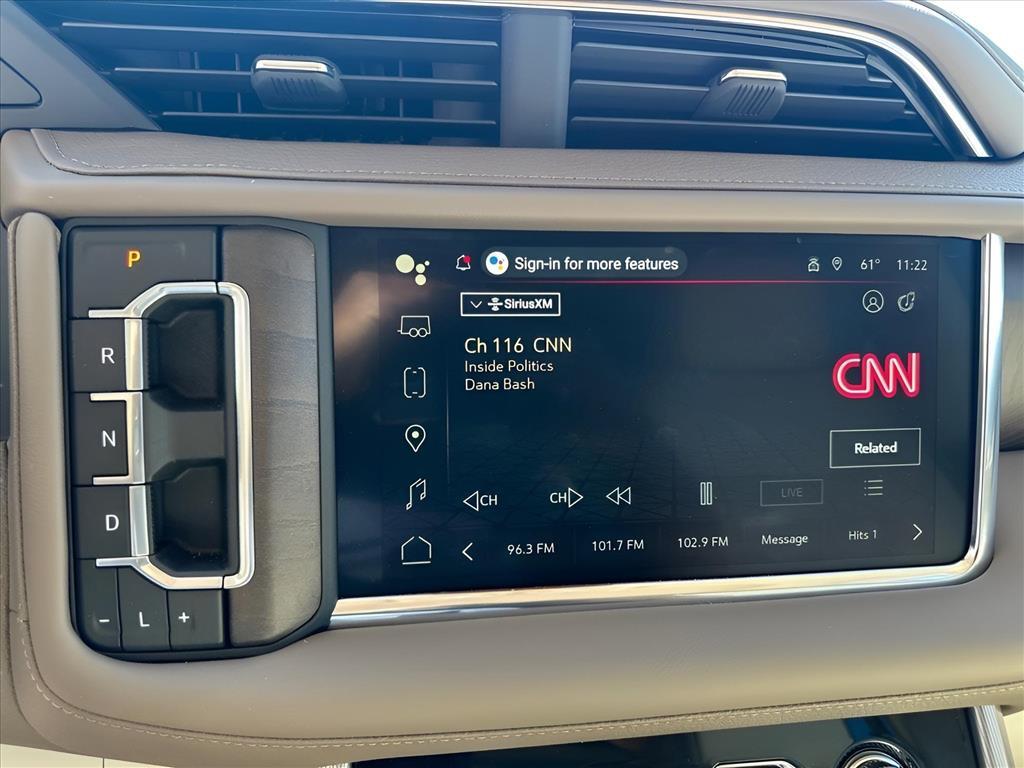 P
R
N
D
- L +
Sign-in for more features
61° 11:22
SiriusXM
Ch 116 CNN
Inside Politics
Dana Bash
CNN
Related
CH CH LIVE
96.3 FM 101.7 FM 102.9 FM Message Hits 1